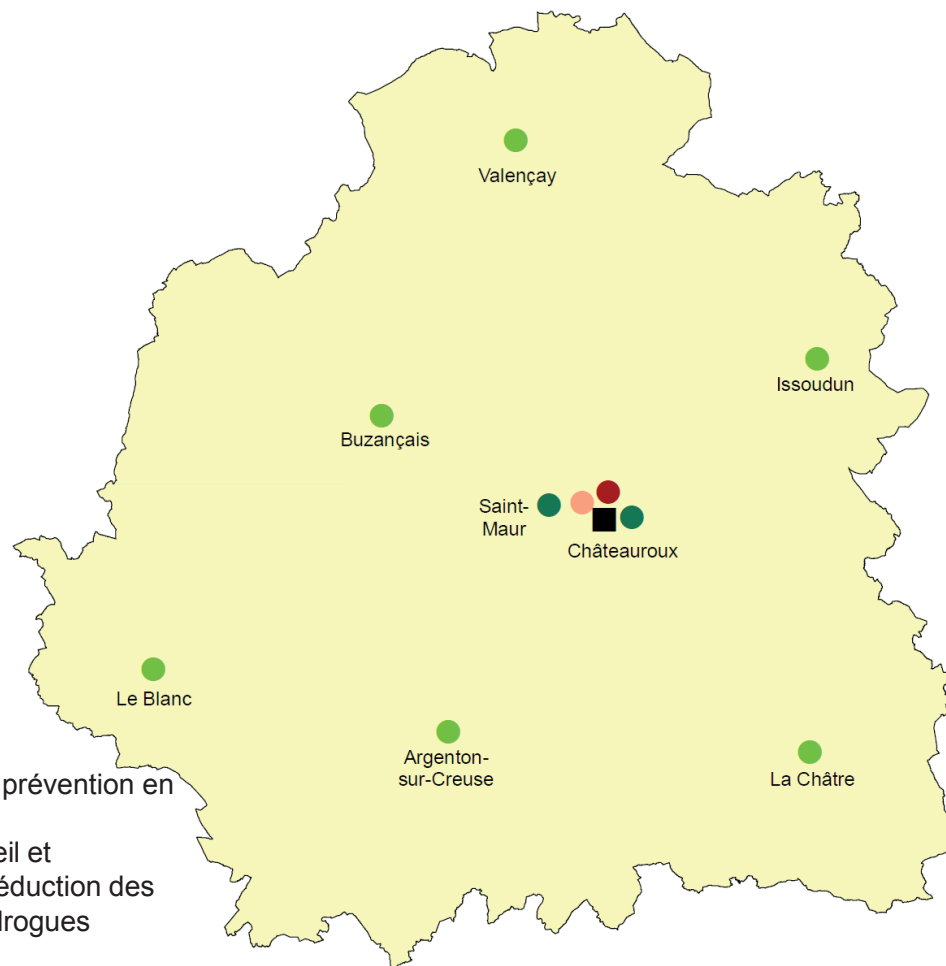 Valençay
Issoudun
Buzançais
Saint-
Maur
Châteauroux
Le Blanc
Argenton-
sur-Creuse
La Châtre
prévention en
eil et
éduction des
drogues